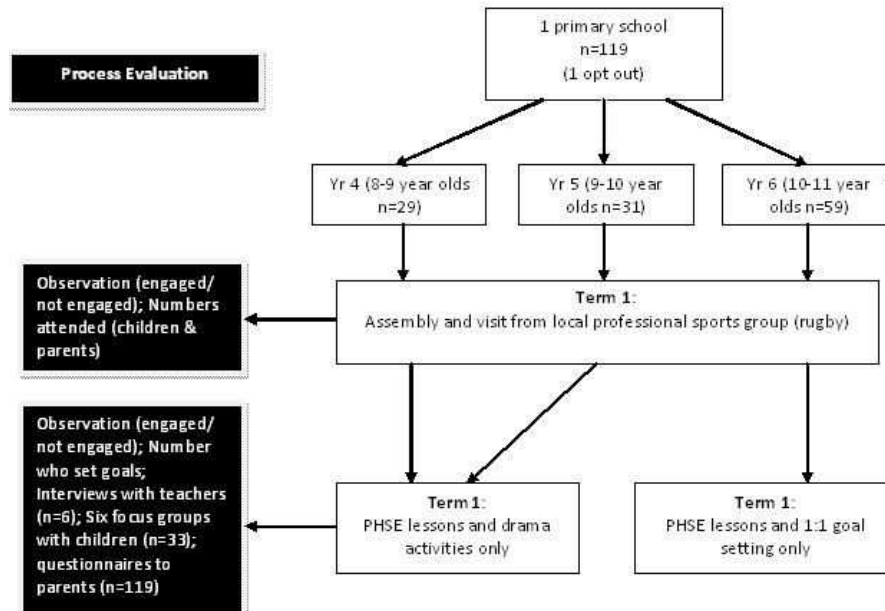 1 primary school
n=119
(1 opt out)
Process Evaluation
Yr 4 (8-9 year olds
n=29)
Yr 5 (9-10 year
olds n=31)
Yr 6 (10-11 year
olds n=59)
Observation (engaged/
not engaged); Numbers
attended (children &
parents)
Term 1:
Assembly and visit from local professional sports group (rugby)
Observation (engaged/
not engaged); Number
who set goals;
Interviews with teachers
(n=6); Six focus groups
with children (n=33);
questionnaires to
parents (n=119)
Term 1:
PHSE lessons and drama
activities only
Term 1:
PHSE lessons and 1:1 goal
setting only